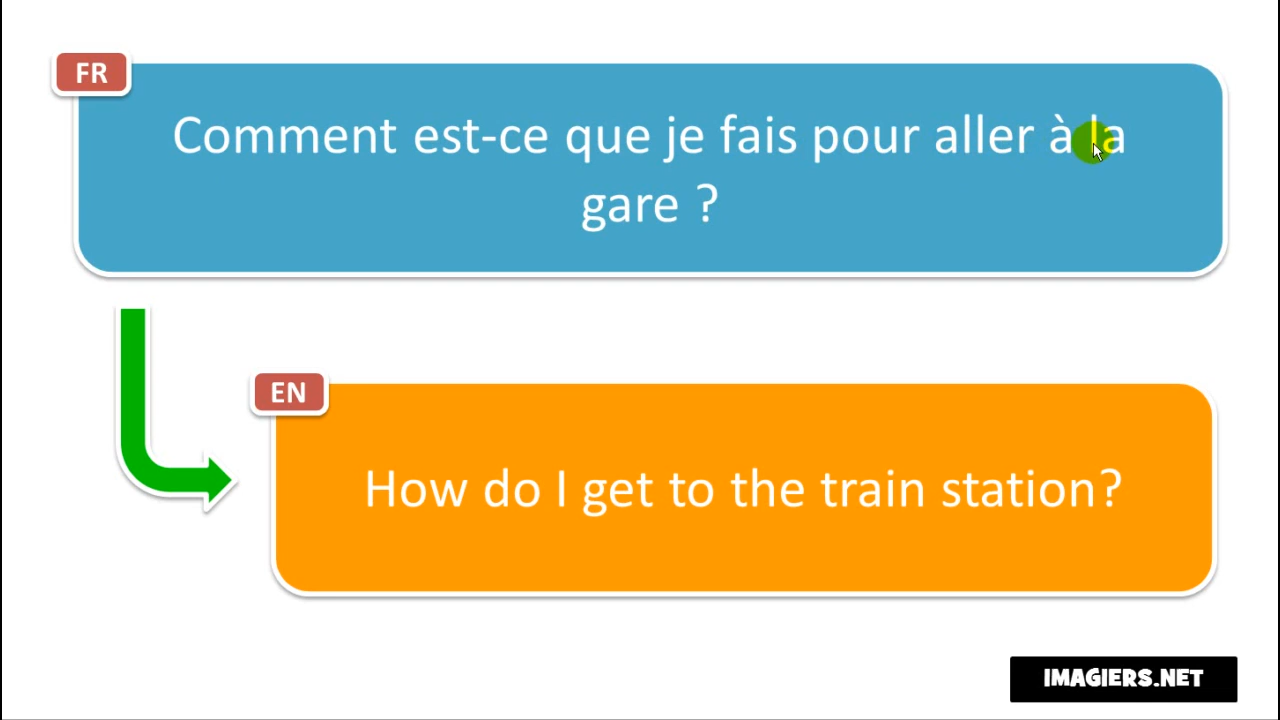 FR
Comment est-ce que je fais pour aller à la
gare ?
EN
How do I get to the train station?
IMAGIERS.NET